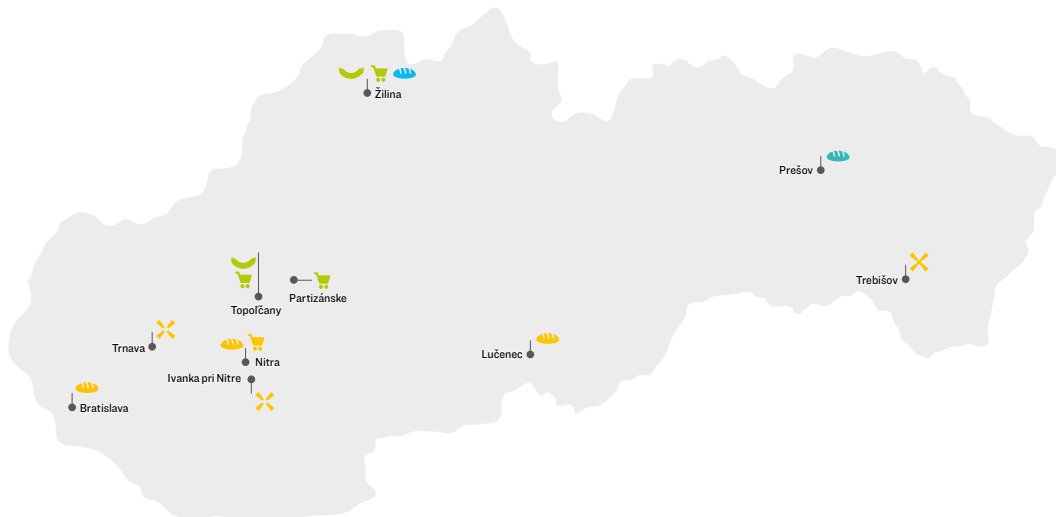 Žilina
Prešov
Trebišov
Partizánske
Topoľčany
Trnava
Lučenec
Nitra
Ivanka pri Nitre
Bratislava